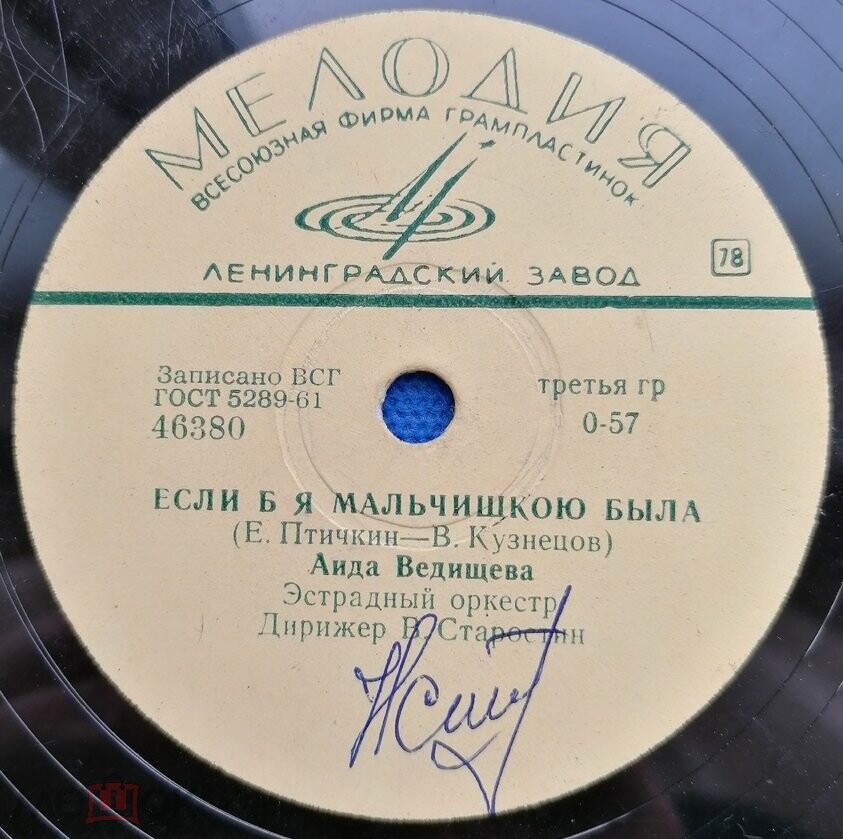 МЕЛОДИЯ
ВСЕСОЮЗНАЯ ФИРМА ГРАМПЛАСТИНОК
ЛЕНИНГРАДСКИЙ ЗАВОД
78
Записано ВСГ
ГОСТ 5289-61
46380
третья гр
0-57
ЕСЛИ Б Я МАЛЬЧИШКОЮ БЫЛА
(Е. Птичкин—В. Кузнецов)
Аида Ведищева
Эстрадный оркестр
Дирижер В. Старостин